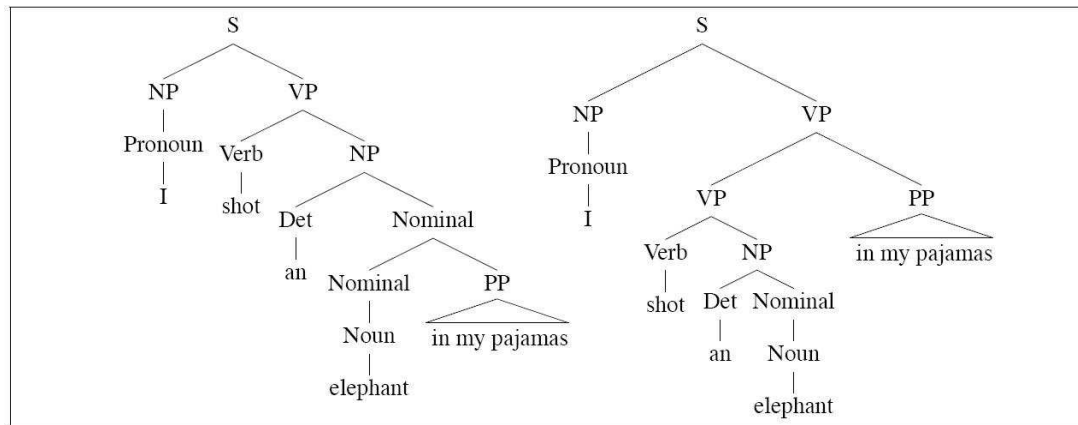 S
NP VP
Pronoun Verb NP
I shot Det Nominal
an Nominal PP
Noun in my pajamas
elephant
S
NP VP
Pronoun VP PP
I Verb NP in my pajamas
shot Det Nominal
an Noun
elephant